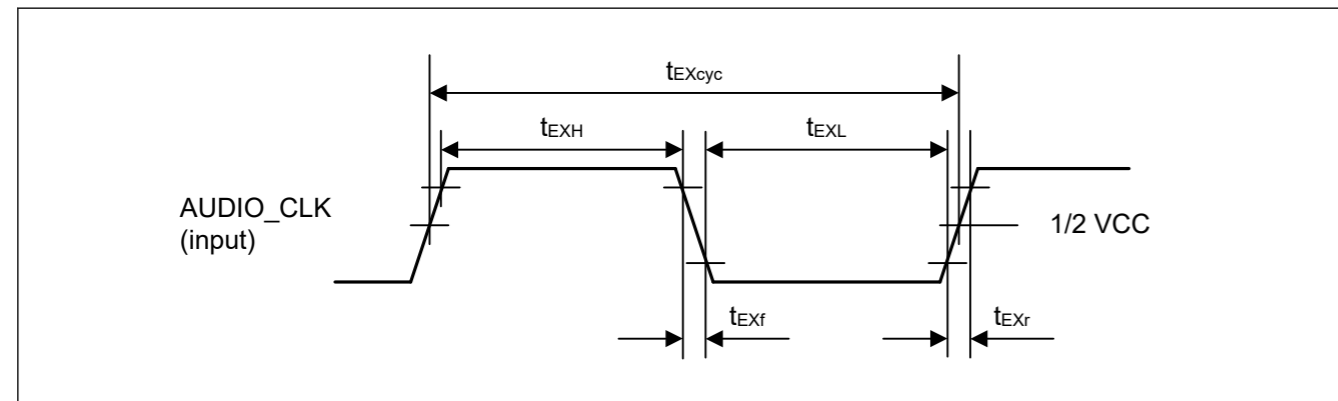 tEXcyc
tEXH
tEXL
AUDIO_CLK
(input)
1/2 VCC
tEXf
tEXr